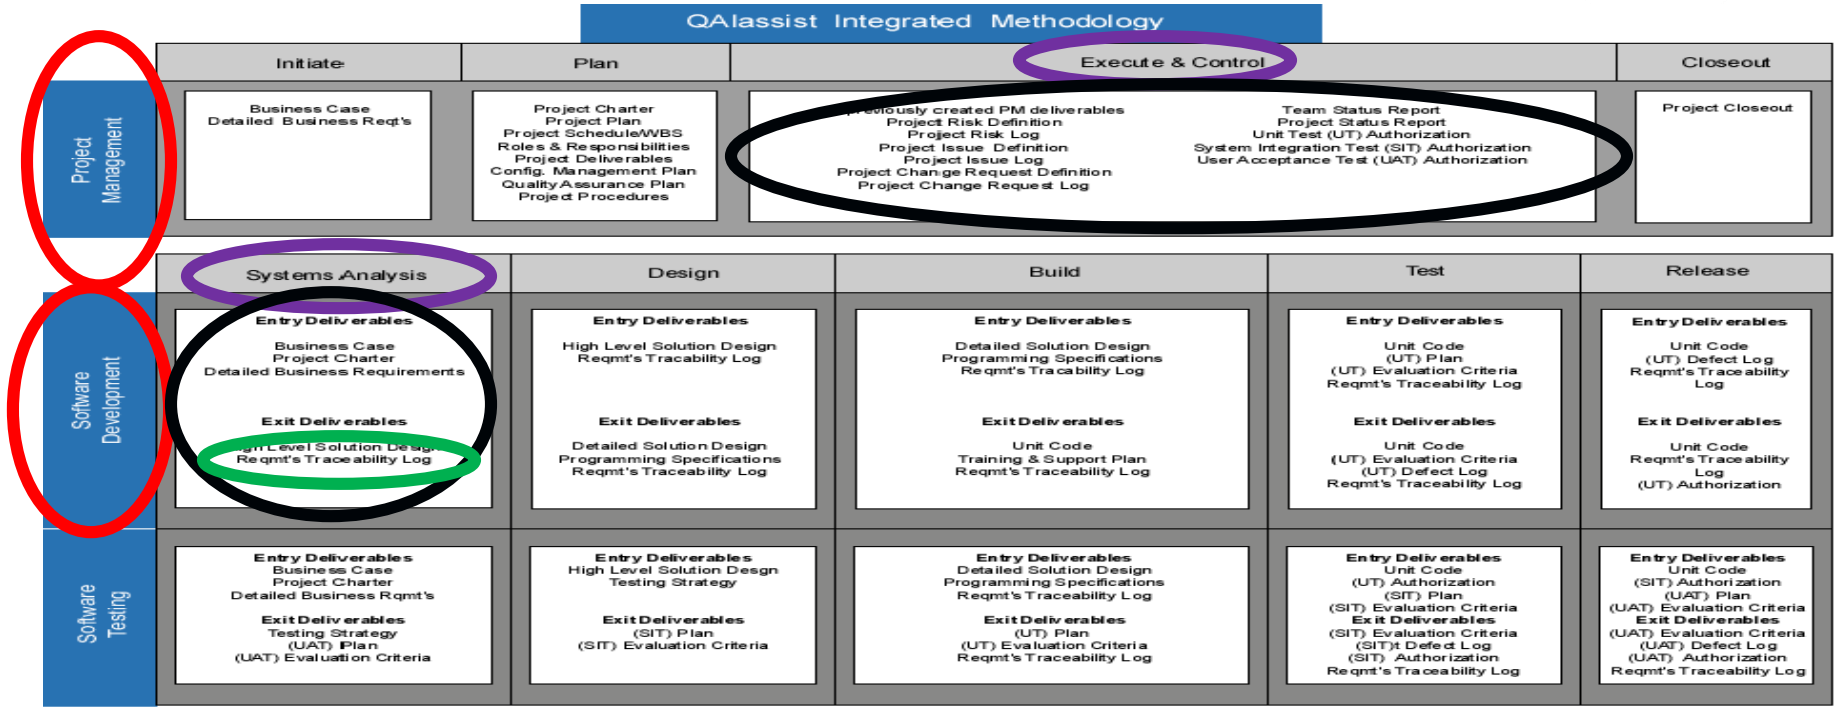 QAIassist Integrated Methodology
Initiate
Plan
Execute & Control
Closeout
Project
Management
Business Case
Detailed Business Reqt's
Project Charter
Project Plan
Project Schedule/WBS
Roles & Responsibilities
Project Deliverables
Config. Management Plan
Quality Assurance Plan
Project Procedures
created PM deliverables
Project Risk Definition
Project Risk Log
Project Issue Definition
Project Issue Log
Project Change Request Definition
Project Change Request Log
Team Status Report
Project Status Report
Unit Test (UT) Authorization
System Integration Test (SIT) Authorization
User Acceptance Test (UAT) Authorization
Project Closeout
Systems Analysis
Design
Build
Test
Release
Software
Development
Entry Deliverables
Business Case
Project Charter
Detailed Business Requirements
Exit Deliverables
Level Solution
Reqmt's Traceability Log
Entry Deliverables
High Level Solution Design
Reqmt's Tracability Log
Exit Deliverables
Detailed Solution Design
Programming Specifications
Reqmt's Traceability Log
Entry Deliverables
Detailed Solution Design
Programming Specifications
Reqmt's Tracability Log
Exit Deliverables
Unit Code
Training & Support Plan
Reqmt's Traceability Log
Entry Deliverables
Unit Code
(UT) Plan
(UT) Evaluation Criteria
Reqmt's Traceability Log
Exit Deliverables
Unit Code
(UT) Evaluation Criteria
(UT) Defect Log
Reqmt's Traceability Log
Entry Deliverables
Unit Code
(UT) Defect Log
Reqmt's Traceability
Log
Exit Deliverables
Unit Code
Reqmt's Traceability
Log
(UT) Authorization
Software
Testing
Entry Deliverables
Business Case
Project Charter
Detailed Business Rqmt's
Exit Deliverables
Testing Strategy
(UAT) Plan
(UAT) Evaluation Criteria
Entry Deliverables
High Level Solution Desgn
Testing Strategy
Exit Deliverables
(SIT) Plan
(SIT) Evaluation Criteria
Entry Deliverables
Detailed Solution Design
Programming Specifications
Reqmt's Traceability Log
Exit Deliverables
(UT) Plan
(UT) Evaluation Criteria
Reqmt's Traceability Log
Entry Deliverables
Unit Code
(UT) Authorization
(SIT) Plan
(SIT) Evaluation Criteria
Exit Deliverables
(SIT) Evaluation Criteria
(SIT)t Defect Log
(SIT) Authorization
Reqmt's Traceability Log
Entry Deliverables
Unit Code
(SIT) Authorization
(UAT) Plan
(UAT) Evaluation Criteria
Exit Deliverables
(UAT) Evaluation Criteria
(UAT) Defect Log
(UAT) Authorization
Reqmt's Traceability Log